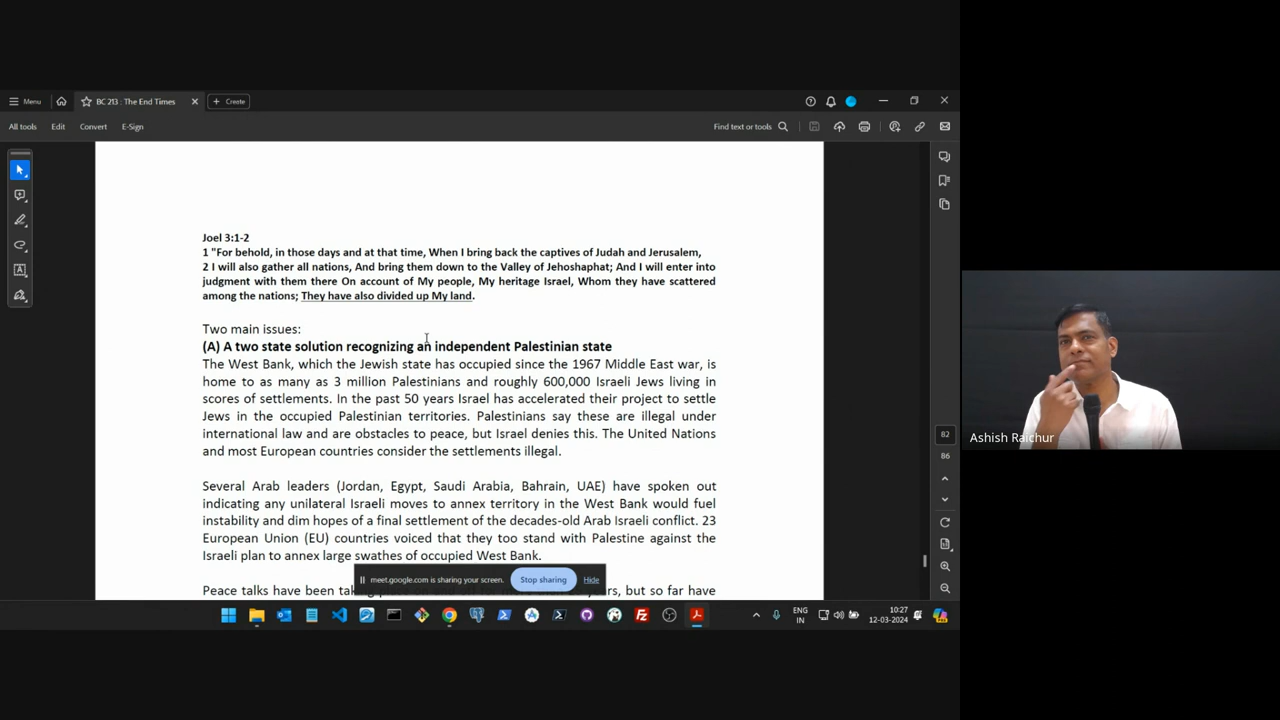 Menu
BC 213 : The End Times
Create
All tools
Edit
Convert
E-Sign
Find text or tools
Joel 3:1-2
1 "For behold, in those days and at that time, When I bring back the captives of Judah and Jerusalem,
2 I will also gather all nations, And bring them down to the Valley of Jehoshaphat; And I will enter into
judgment with them there On account of My people, My heritage Israel, Whom they have scattered
among the nations; They have also divided up My land.
Two main issues:
(A) A two state solution recognizing an independent Palestinian state
The West Bank, which the Jewish state has occupied since the 1967 Middle East war, is
home to as many as 3 million Palestinians and roughly 600,000 Israeli Jews living in
scores of settlements. In the past 50 years Israel has accelerated their project to settle
Jews in the occupied Palestinian territories. Palestinians say these are illegal under
international law and are obstacles to peace, but Israel denies this. The United Nations
and most European countries consider the settlements illegal.
Several Arab leaders (Jordan, Egypt, Saudi Arabia, Bahrain, UAE) have spoken out
indicating any unilateral Israeli moves to annex territory in the West Bank would fuel
instability and dim hopes of a final settlement of the decades-old Arab Israeli conflict. 23
European Union (EU) countries voiced that they too stand with Palestine against the
Israeli plan to annex large swathes of occupied West Bank.
Peace talks have been but so far have
meet.google.com is sharing your screen.
Stop sharing
Hide
82
86
ENG
IN
10:27
12-03-2024
Ashish Raichur